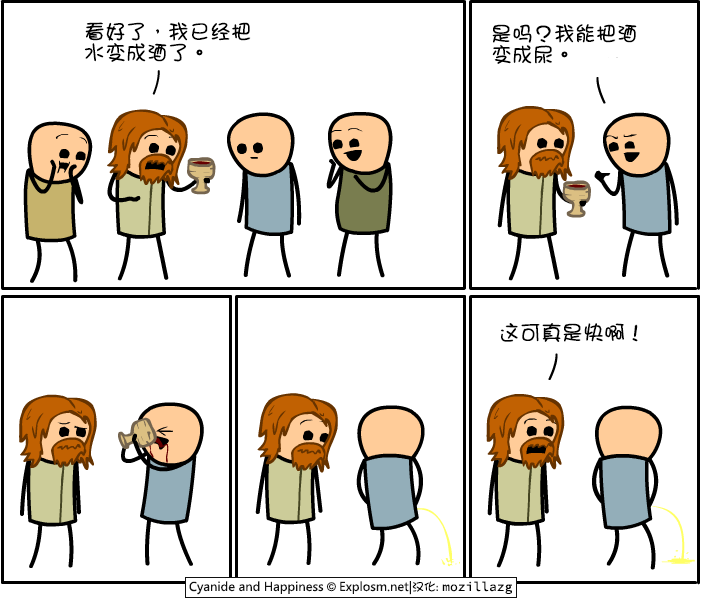 看好了，我已经把
水变成酒了。
是吗？我能把酒
变成尿。
这可真是快啊！
Cyanide and Happiness © Explosm.net|汉化: mozillazg